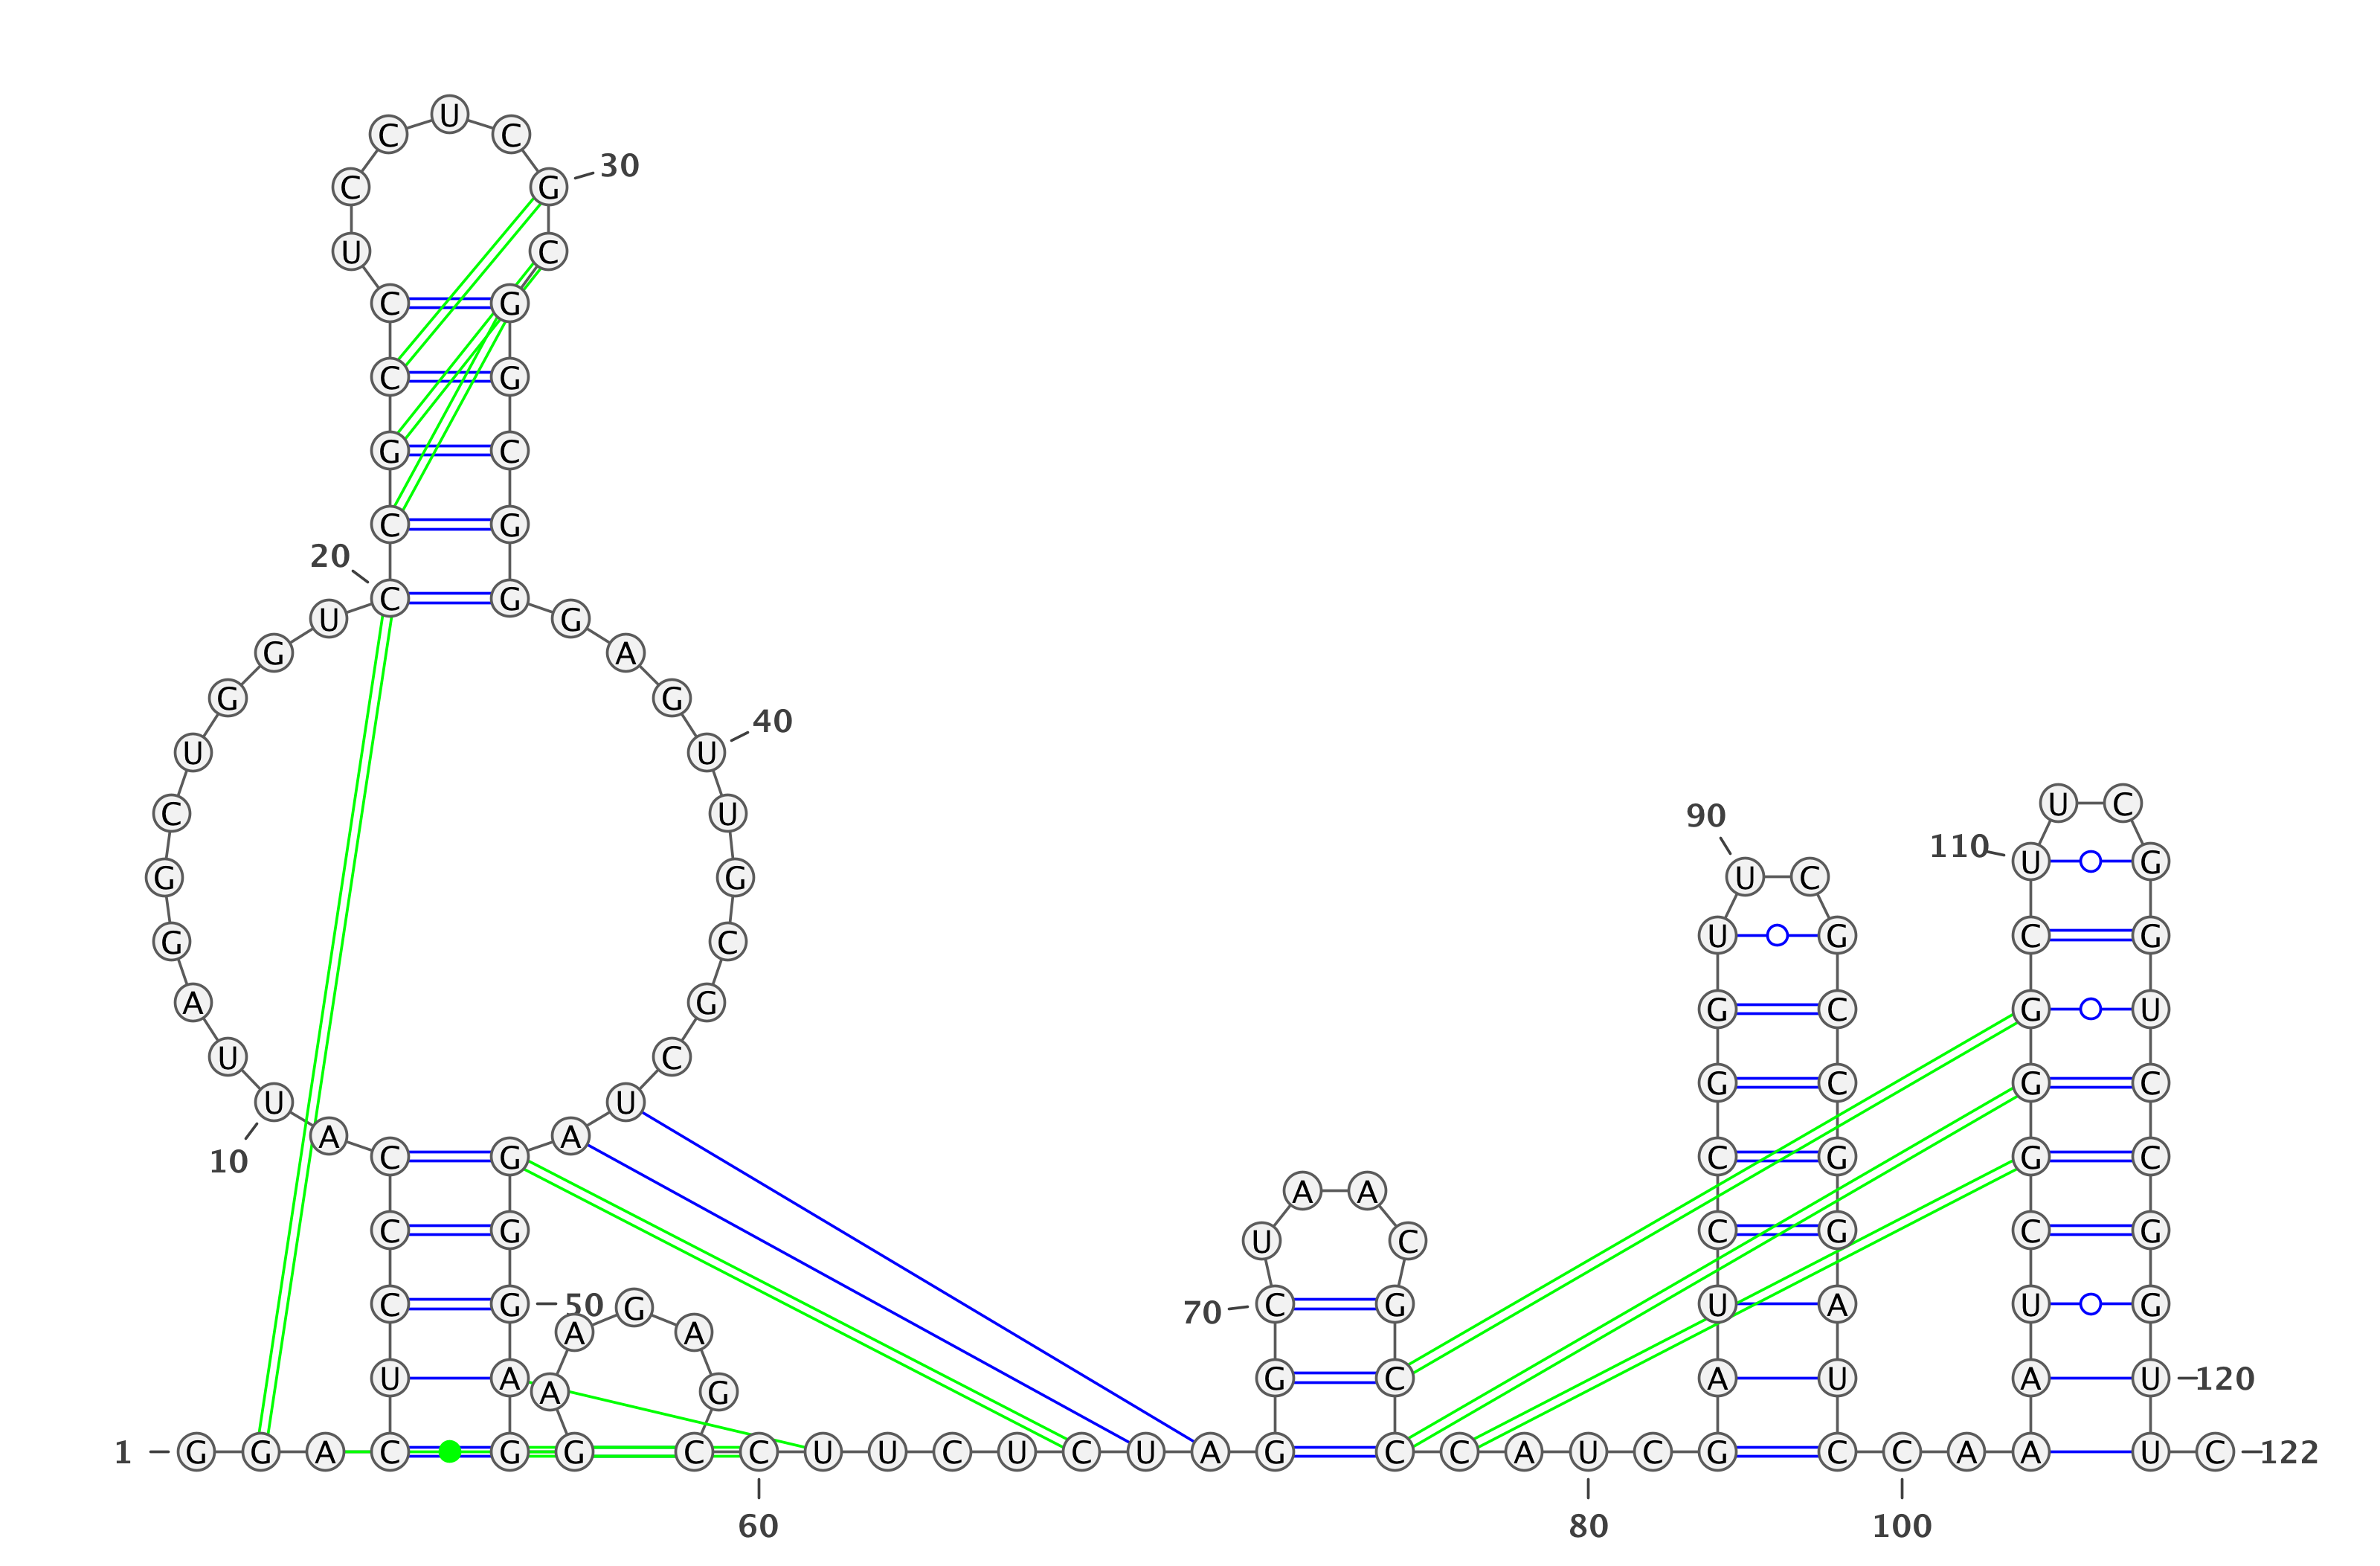 U
C C
30
C G
U C
C G
C G
G C
C G
20
C G
U G
G A
G G
40
U U
U C
C U
90
110
U G
G G U C
U G C G
G C
A G
G C G U
U C
G C G C
U U
A A
C G C G G C
10
A A
C G C G C G
U C
C G 50 G C G U A U G
70
A A
U A G C A U A U 120
A G
1 G G A C G G C C U U C U C U A G C C A U C G C C A A U C 122
60 80 100